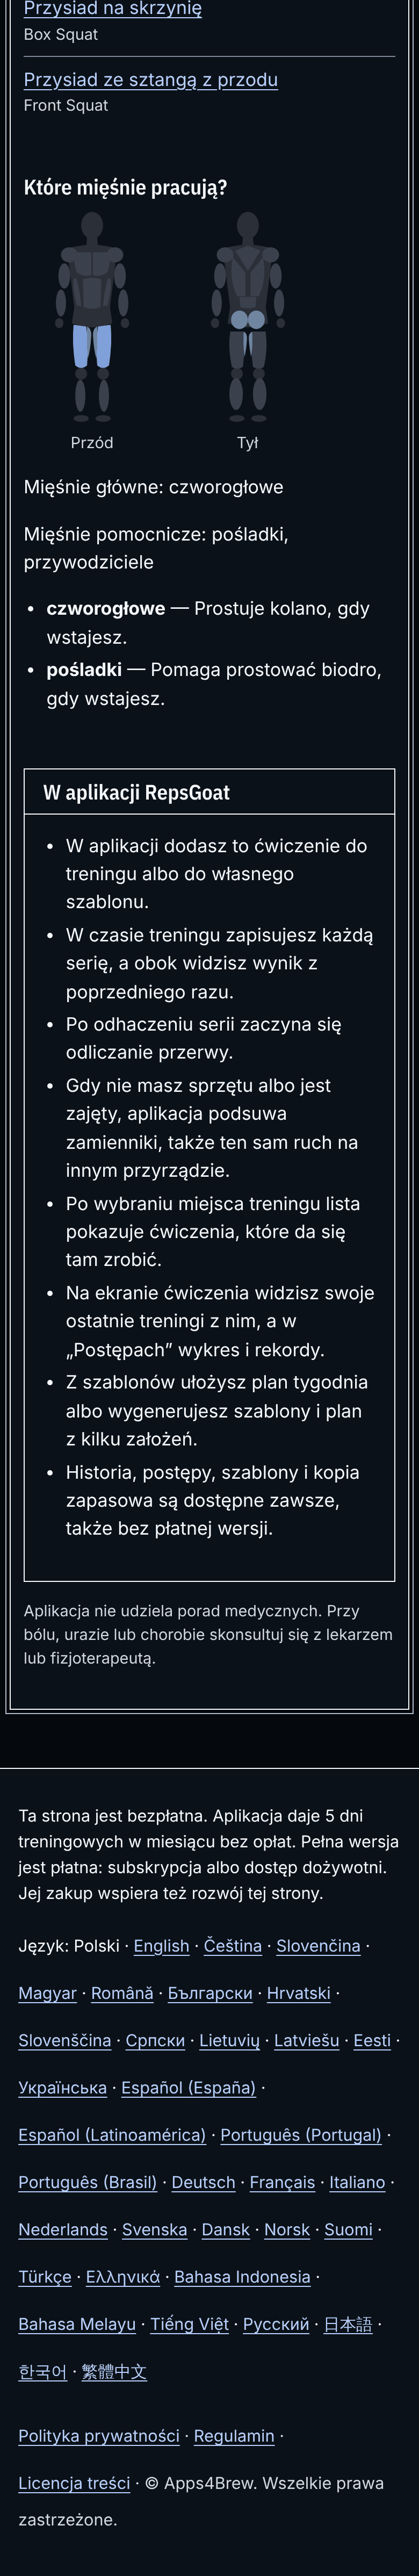 Przysiad na skrzynię
Box Squat
Przysiad ze sztangą z przodu
Front Squat
Które mięśnie pracują?
Przód
Tył
Mięśnie główne: czworogłowe
Mięśnie pomocnicze: pośladki,
przywodziciele
• czworogłowe — Prostuje kolano, gdy
wstajesz.
• pośladki — Pomaga prostować biodro,
gdy wstajesz.
W aplikacji RepsGoat
• W aplikacji dodasz to ćwiczenie do
treningu albo do własnego
szablonu.
• W czasie treningu zapisujesz każdą
serię, a obok widzisz wynik z
poprzedniego razu.
• Po odhaczeniu serii zaczyna się
odliczanie przerwy.
• Gdy nie masz sprzętu albo jest
zajęty, aplikacja podsuwa
zamienniki, także ten sam ruch na
innym przyrządzie.
• Po wybraniu miejsca treningu lista
pokazuje ćwiczenia, które da się
tam zrobić.
• Na ekranie ćwiczenia widzisz swoje
ostatnie treningi z nim, a w
„Postępach” wykres i rekordy.
• Z szablonów ułożysz plan tygodnia
albo wygenerujesz szablony i plan
z kilku założeń.
• Historia, postępy, szablony i kopia
zapasowa są dostępne zawsze,
także bez płatnej wersji.
Aplikacja nie udziela porad medycznych. Przy
bólu, urazie lub chorobie skonsultuj się z lekarzem
lub fizjoterapeutą.
Ta strona jest bezpłatna. Aplikacja daje 5 dni
treningowych w miesiącu bez opłat. Pełna wersja
jest płatna: subskrypcja albo dostęp dożywotni.
Jej zakup wspiera też rozwój tej strony.
Język: Polski · English · Čeština · Slovenčina ·
Magyar · Română · Български · Hrvatski ·
Slovenščina · Српски · Lietuvių · Latviešu · Eesti ·
Українська · Español (España) ·
Español (Latinoamérica) · Português (Portugal) ·
Português (Brasil) · Deutsch · Français · Italiano ·
Nederlands · Svenska · Dansk · Norsk · Suomi ·
Türkçe · Ελληνικά · Bahasa Indonesia ·
Bahasa Melayu · Tiếng Việt · Русский · 日本語 ·
한국어 · 繁體中文
Polityka prywatności · Regulamin ·
Licencja treści · © Apps4Brew. Wszelkie prawa
zastrzeżone.